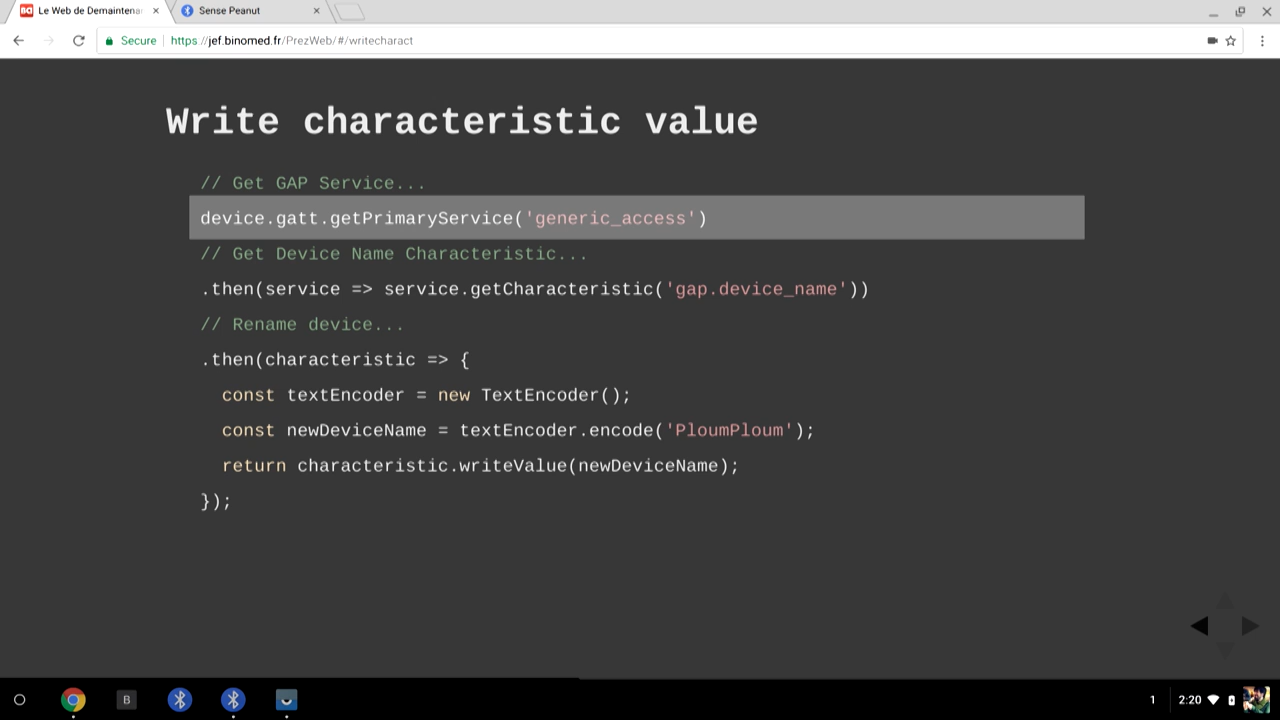 Le Web de Demaintena
Sense Peanut
Secure https://jef.binomed.fr/PrezWeb/#/writecharact
Write characteristic value
// Get GAP Service...
device.gatt.getPrimaryService('generic_access')
// Get Device Name Characteristic...
.then(service => service.getCharacteristic('gap.device_name'))
// Rename device...
.then(characteristic => {
const textEncoder = new TextEncoder();
const newDeviceName = textEncoder.encode('PloumPloum');
return characteristic.writeValue(newDeviceName);
});
B
1
2:20